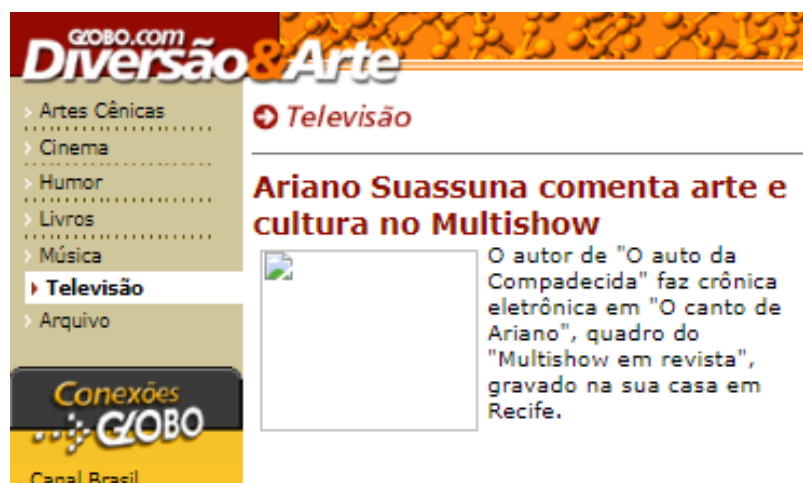 GLOBO.COM
Diversão&Arte
Artes Cênicas
Cinema
Humor
Livros
Música
Televisão
Arquivo
Conexões
GLOBO
Canal Brasil
Televisão
Ariano Suassuna comenta arte e
cultura no Multishow
O autor de "O auto da
Compadecida" faz crônica
eletrônica em "O canto de
Ariano", quadro do
"Multishow em revista",
gravado na sua casa em
Recife.